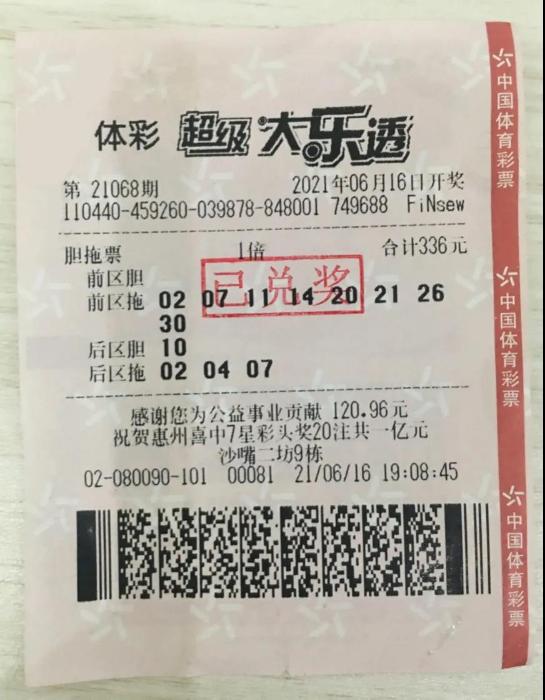 体彩 超级大乐透
第 21068期 2021年06月16日开奖
110440-459260-039878-848001 749688 FiNsew
胆拖票 1倍 合计336元
前区胆
已兑奖
前区拖 02 07 11 14 20 21 26
30
后区胆 10
后区拖 02 04 07
感谢您为公益事业贡献 120.96元
祝贺惠州喜中7星彩头奖20注共一亿元
沙嘴二坊9栋
02-080090-101 00081 21/06/16 19:08:45
中国体育彩票
中国体育彩票
中国体育彩票